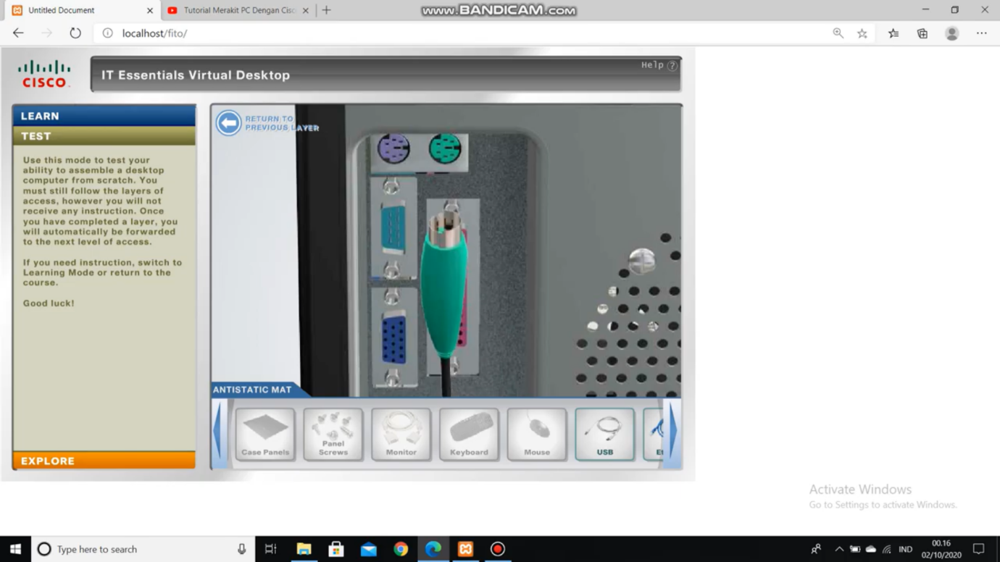 Untitled Document
Tutorial Merakit PC Dengan Cisc
www.BANDICAM.com
localhost/fito/
CISCO
IT Essentials Virtual Desktop
Help ?
LEARN
TEST
Use this mode to test your
ability to assemble a desktop
computer from scratch. You
must still follow the layers of
access, however you will not
receive any instruction. Once
you have completed a layer, you
will automatically be forwarded
to the next level of access.
If you need instruction, switch to
Learning Mode or return to the
course.
Good luck!
EXPLORE
RETURN TO
PREVIOUS LAYER
ANTISTATIC MAT
Case Panels
Panel
Screws
Monitor
Keyboard
Mouse
USB
Activate Windows
Go to Settings to activate Windows.
Type here to search
IND
00.16
02/10/2020